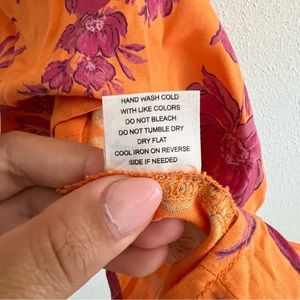 HAND WASH COLD
WITH LIKE COLORS
DO NOT BLEACH
DO NOT TUMBLE DRY
DRY FLAT
COOL IRON ON REVERSE
SIDE IF NEEDED